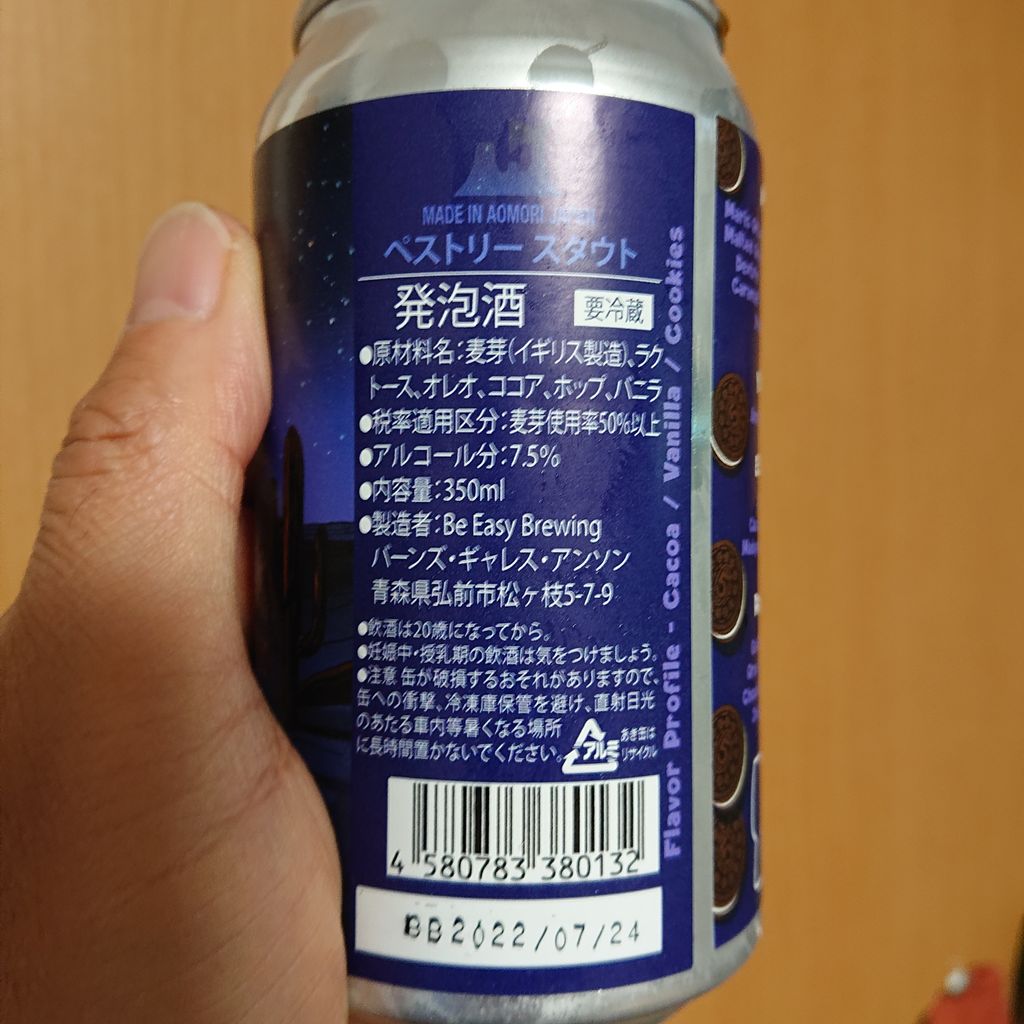 MADE IN AOMORI JAPAN
ペストリー スタウト
発泡酒 要冷蔵
●原材料名:麦芽(イギリス製造)、ラク
トース、オレオ、ココア、ホップ、バニラ
●税率適用区分:麦芽使用率50%以上
●アルコール分:7.5%
●内容量:350ml
●製造者:Be Easy Brewing
バーンズ・ギャレス・アンソン
青森県弘前市松ヶ枝5-7-9
●飲酒は20歳になってから。
●妊娠中・授乳期の飲酒は気をつけましょう。
●注意 缶が破損するおそれがありますので、
缶への衝撃、冷凍庫保管を避け、直射日光
のあたる車内等暑くなる場所
に長時間置かないでください。
アルミ
あき缶は
リサイクル
4 580783 380132
BB2022/07/24
Flavor Profile - Cacoa / Vanilla / Cookies